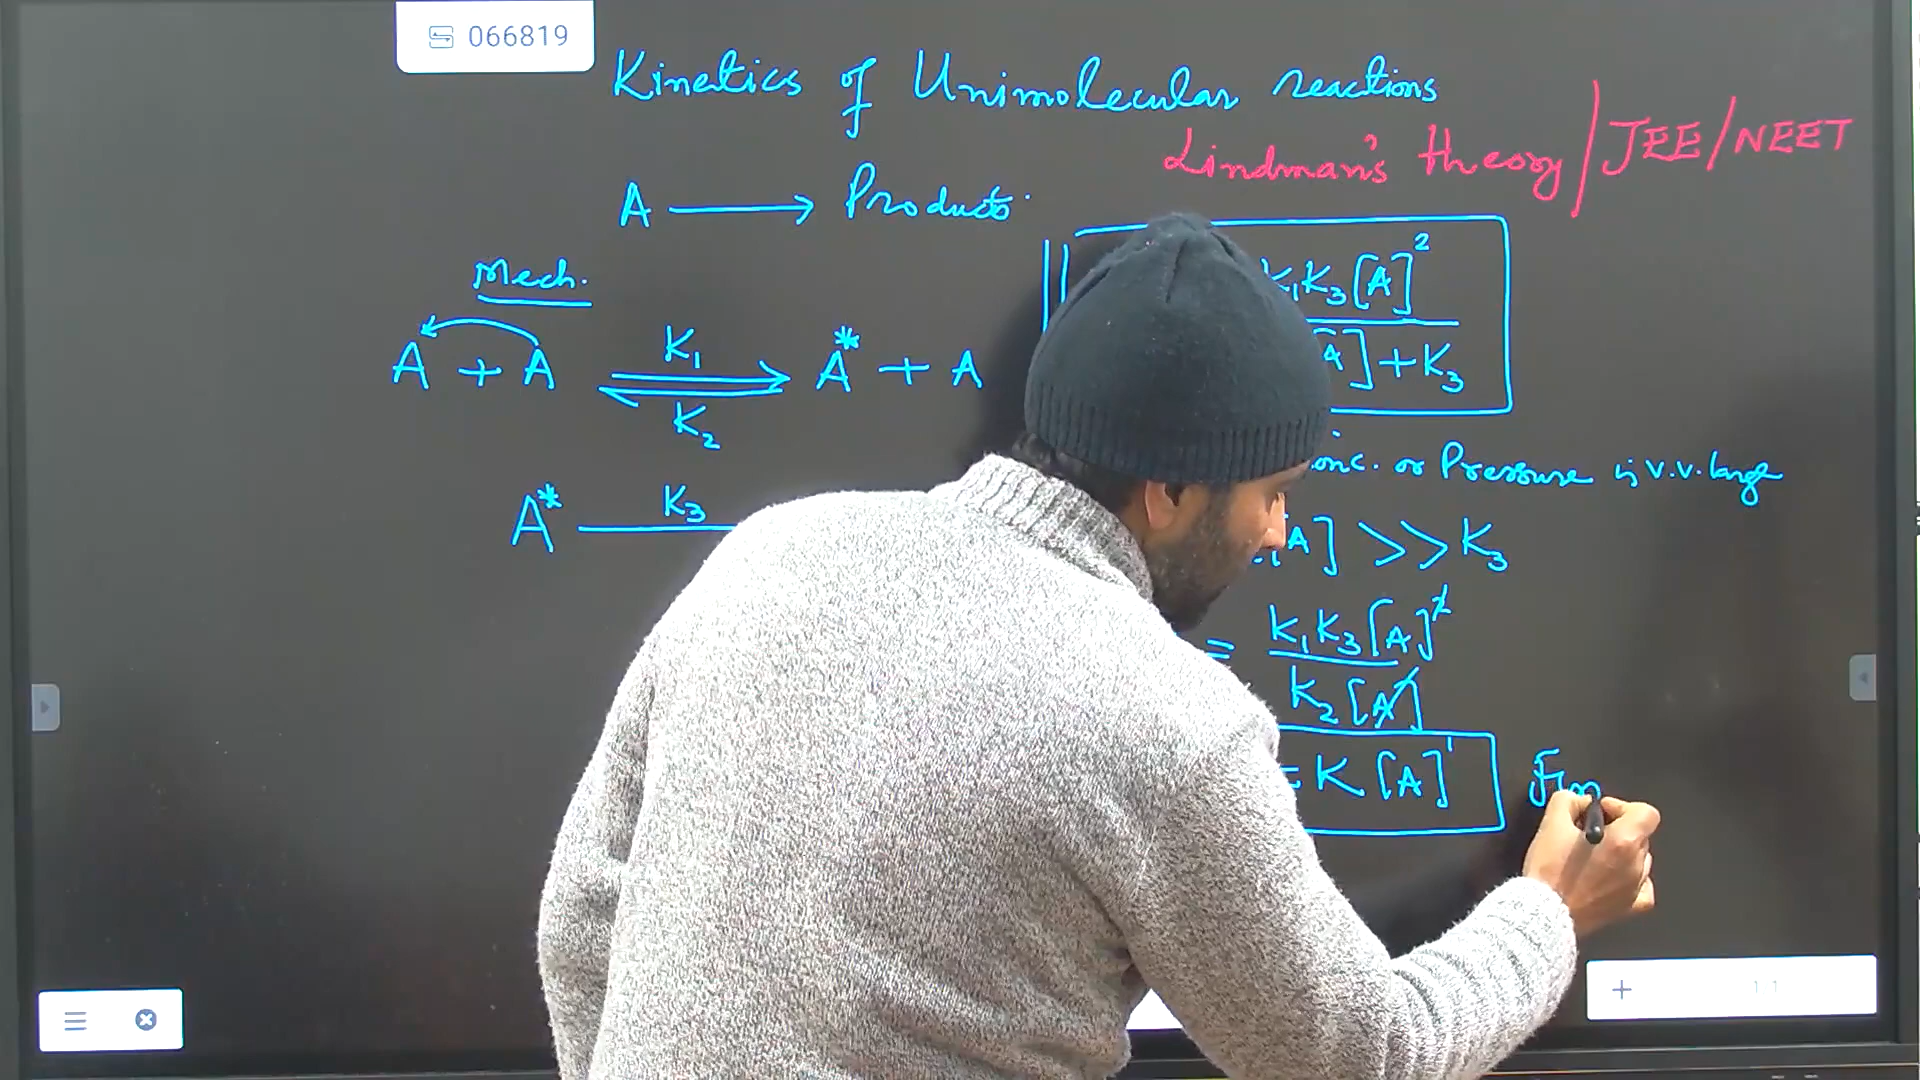 066819
Kinetics of Unimolecular reactions
Lindman's theory / JEE / NEET
A ⟶ Products
Mech.
K₁K₃[A]²
A + A ⇌ A* + A
K₁
K₂
A] + K₃
or Pressure is v.v. large
A* K₃
[A] >> K₃
= K₁K₃[A]²
K₂[A]
= K[A]¹